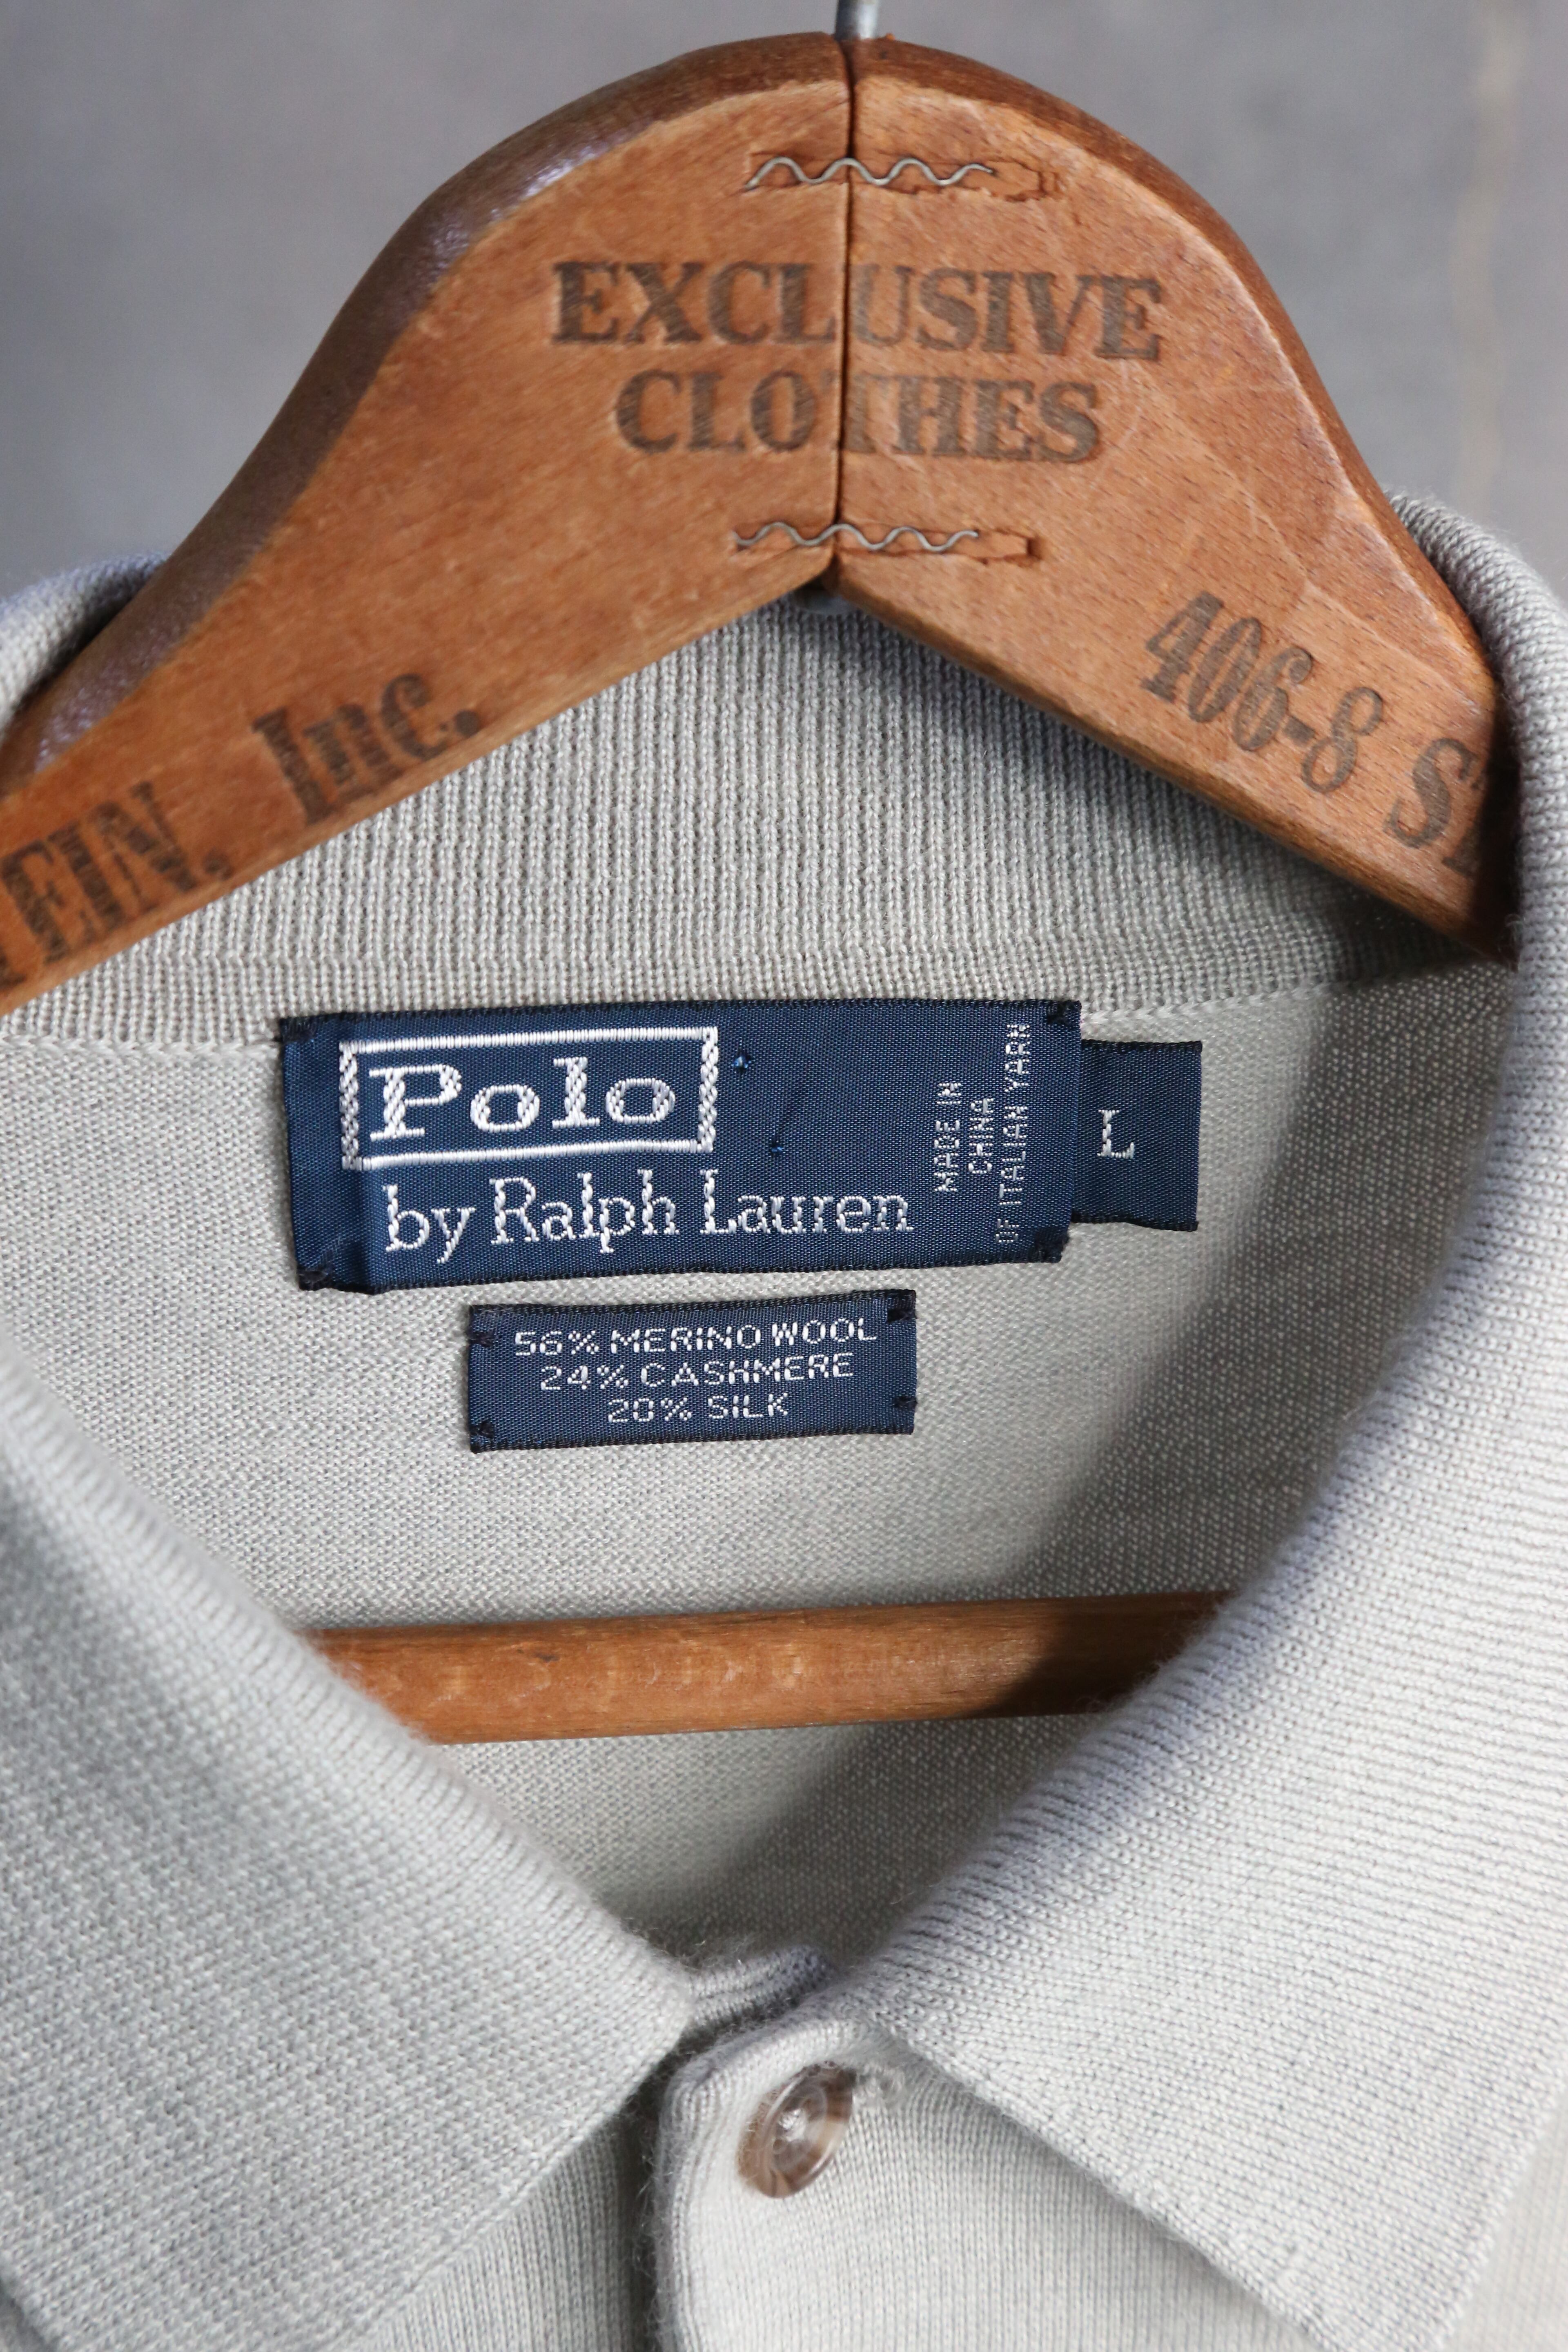 EXCLUSIVE
CLOTHES
Inc.
406-8
Polo
by Ralph Lauren
MADE IN
CHINA
OF ITALIAN YARN
L
56% MERINO WOOL
24% CASHMERE
20% SILK